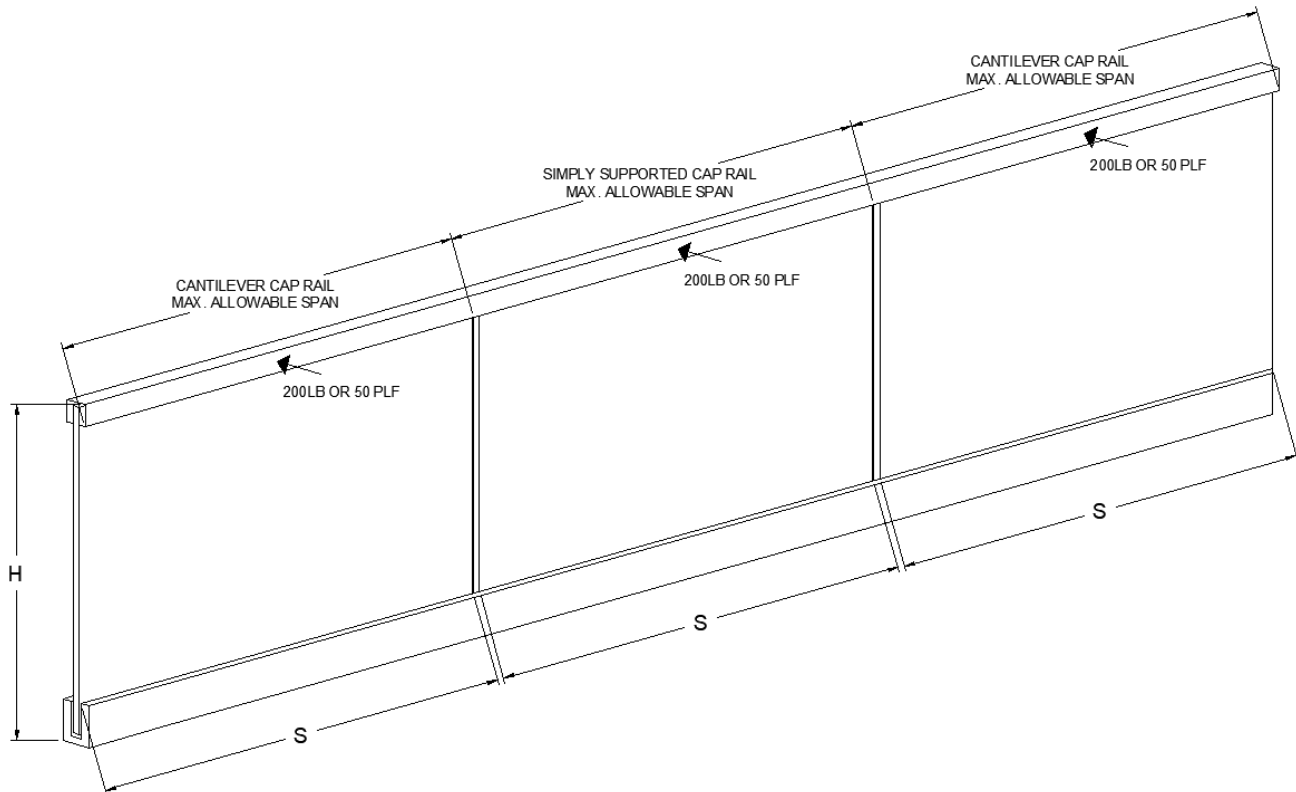 CANTILEVER CAP RAIL
MAX. ALLOWABLE SPAN
SIMPLY SUPPORTED CAP RAIL
MAX. ALLOWABLE SPAN
CANTILEVER CAP RAIL
MAX. ALLOWABLE SPAN
200LB OR 50 PLF
200LB OR 50 PLF
200LB OR 50 PLF
H
S
S
S